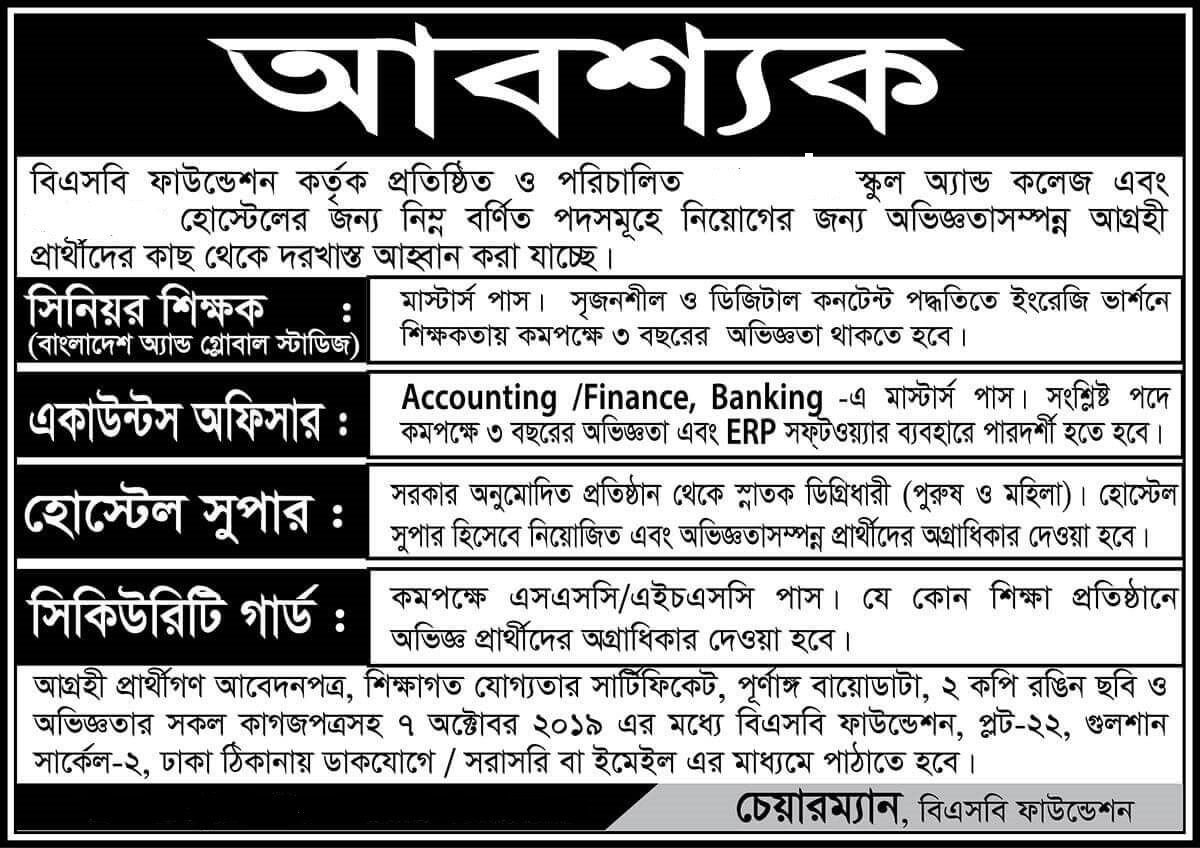 আবশ্যক
বিএসবি ফাউন্ডেশন কর্তৃক প্রতিষ্ঠিত ও পরিচালিত স্কুল অ্যান্ড কলেজ এবং
হোস্টেলের জন্য নিম্ন বর্ণিত পদসমূহে নিয়োগের জন্য অভিজ্ঞতাসম্পন্ন আগ্রহী
প্রার্থীদের কাছ থেকে দরখাস্ত আহ্বান করা যাচ্ছে।
সিনিয়র শিক্ষক :
(বাংলাদেশ অ্যান্ড গ্লোবাল স্টাডিজ)
মাস্টার্স পাস। সৃজনশীল ও ডিজিটাল কনটেন্ট পদ্ধতিতে ইংরেজি ভার্শনে
শিক্ষকতায় কমপক্ষে ৩ বছরের অভিজ্ঞতা থাকতে হবে।
একাউন্টস অফিসার :
Accounting /Finance, Banking -এ মাস্টার্স পাস। সংশ্লিষ্ট পদে
কমপক্ষে ৩ বছরের অভিজ্ঞতা এবং ERP সফ্টওয়্যার ব্যবহারে পারদর্শী হতে হবে।
হোস্টেল সুপার :
সরকার অনুমোদিত প্রতিষ্ঠান থেকে স্নাতক ডিগ্রিধারী (পুরুষ ও মহিলা)। হোস্টেল
সুপার হিসেবে নিয়োজিত এবং অভিজ্ঞতাসম্পন্ন প্রার্থীদের অগ্রাধিকার দেওয়া হবে।
সিকিউরিটি গার্ড :
কমপক্ষে এসএসসি/এইচএসসি পাস। যে কোন শিক্ষা প্রতিষ্ঠানে
অভিজ্ঞ প্রার্থীদের অগ্রাধিকার দেওয়া হবে।
আগ্রহী প্রার্থীগণ আবেদনপত্র, শিক্ষাগত যোগ্যতার সার্টিফিকেট, পূর্ণাঙ্গ বায়োডাটা, ২ কপি রঙিন ছবি ও
অভিজ্ঞতার সকল কাগজপত্রসহ ৭ অক্টোবর ২০১৯ এর মধ্যে বিএসবি ফাউন্ডেশন, প্লট-২২, গুলশান
সার্কেল-২, ঢাকা ঠিকানায় ডাকযোগে / সরাসরি বা ইমেইল এর মাধ্যমে পাঠাতে হবে।
চেয়ারম্যান, বিএসবি ফাউন্ডেশন